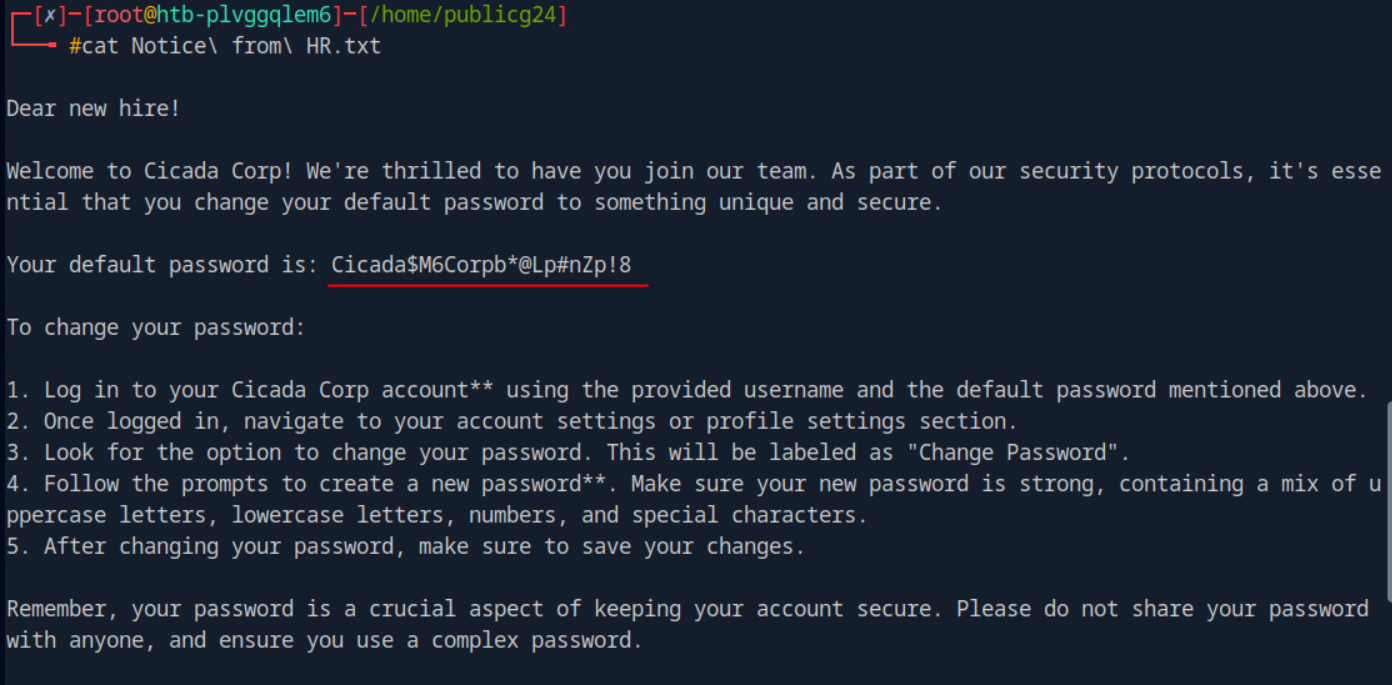 [✗]─[root@htb-plvggqlem6]─[/home/publicg24]
#cat Notice\ from\ HR.txt
Dear new hire!
Welcome to Cicada Corp! We're thrilled to have you join our team. As part of our security protocols, it's esse
ntial that you change your default password to something unique and secure.
Your default password is: Cicada$M6Corpb*@Lp#nZp!8
To change your password:
1. Log in to your Cicada Corp account** using the provided username and the default password mentioned above.
2. Once logged in, navigate to your account settings or profile settings section.
3. Look for the option to change your password. This will be labeled as "Change Password".
4. Follow the prompts to create a new password**. Make sure your new password is strong, containing a mix of u
ppercase letters, lowercase letters, numbers, and special characters.
5. After changing your password, make sure to save your changes.
Remember, your password is a crucial aspect of keeping your account secure. Please do not share your password
with anyone, and ensure you use a complex password.